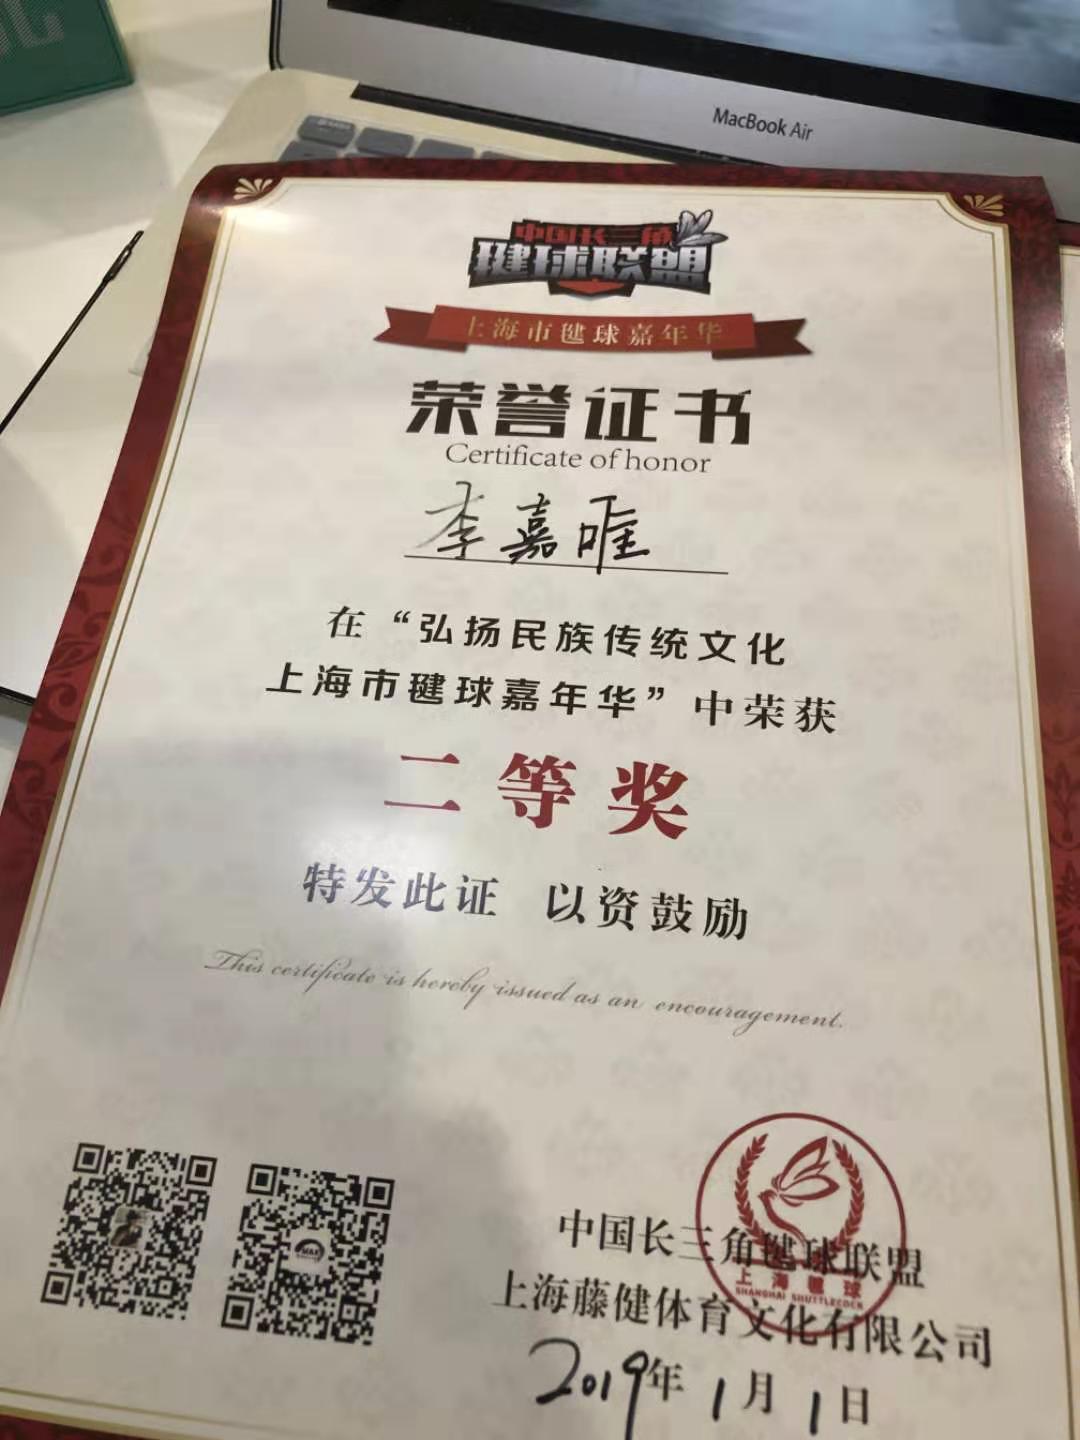 MacBook Air
中国长三角
毽球联盟
上海市毽球嘉年华
荣誉证书
Certificate of honor
李嘉唯
在“弘扬民族传统文化
上海市毽球嘉年华”中荣获
二等奖
特发此证 以资鼓励
This certificate is hereby issued as an encouragement.
中国长三角毽球联盟
上海毽球
SHANGHAI SHUTTLECOCK
上海藤健体育文化有限公司
2019年1月1日